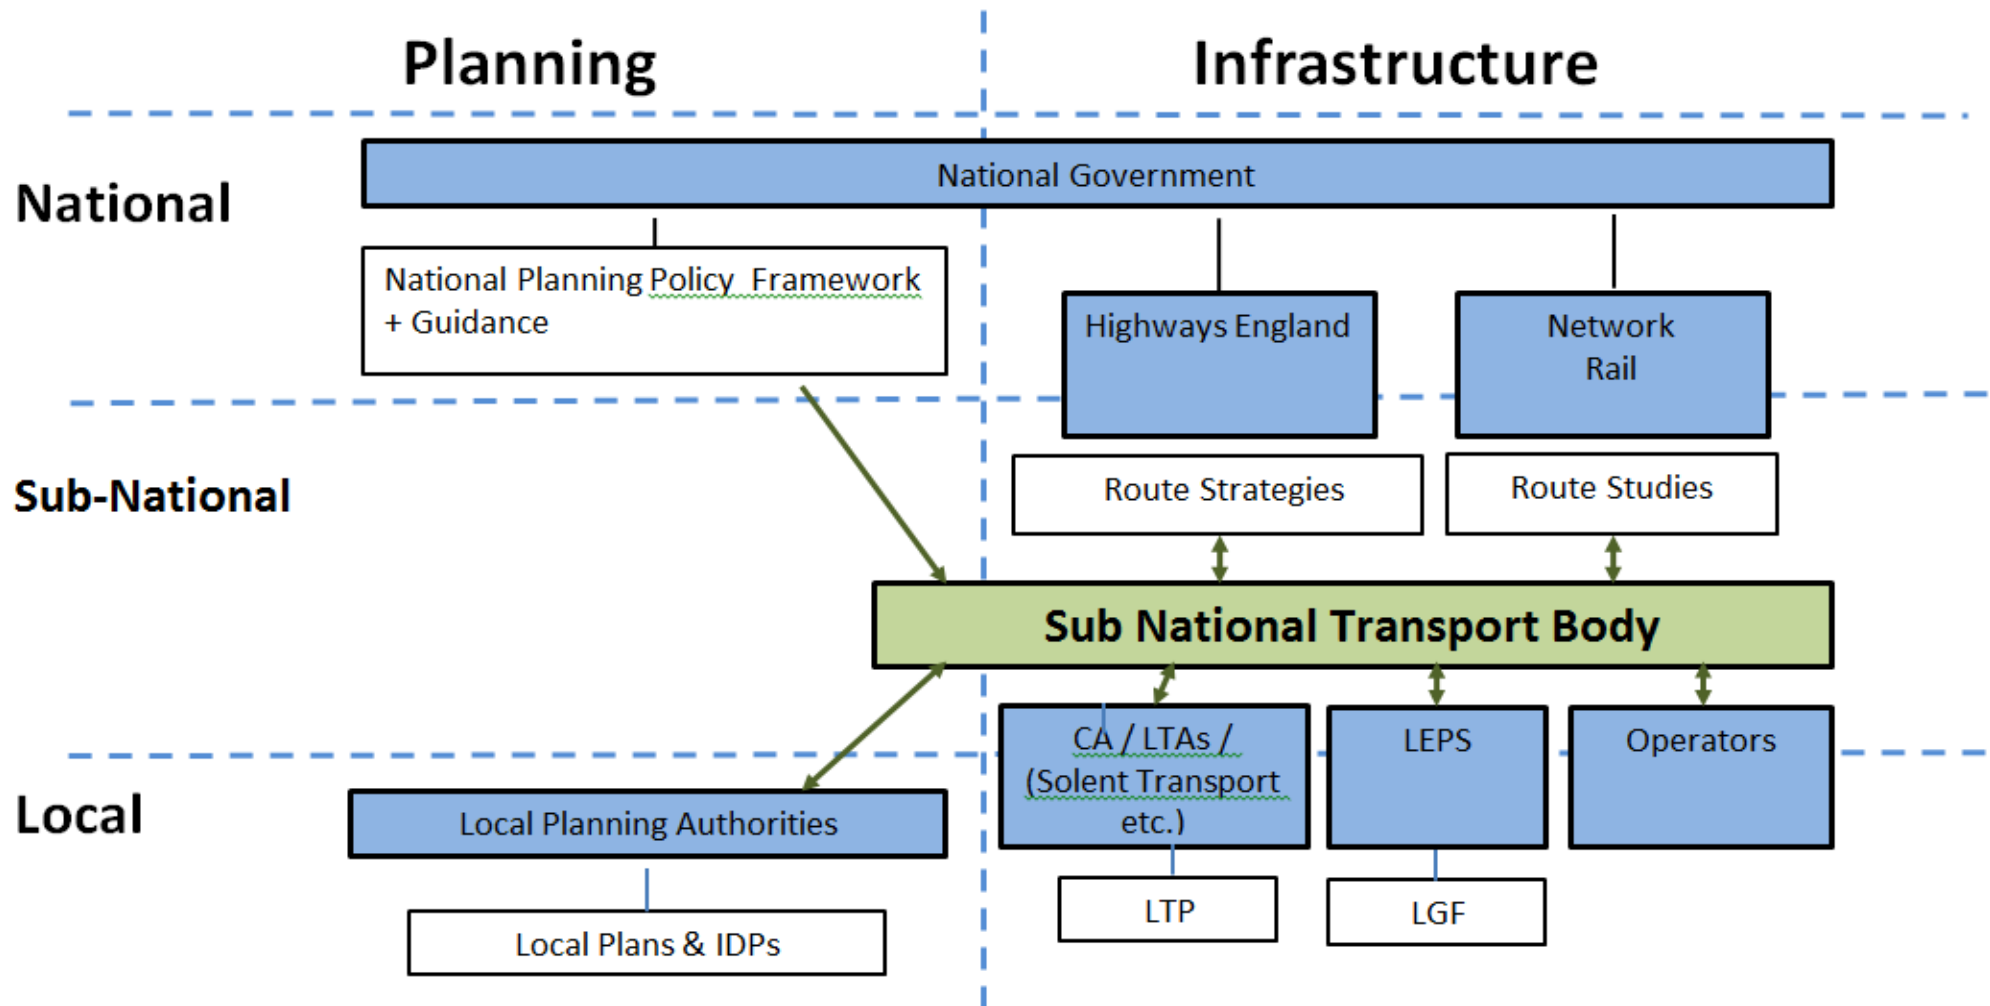 Planning
Infrastructure
National
National Government
National Planning Policy Framework
+ Guidance
Highways England
Network
Rail
Sub-National
Route Strategies
Route Studies
Sub National Transport Body
CA / LTAs /
(Solent Transport
etc.)
LEPS
Operators
Local
Local Planning Authorities
LTP
LGF
Local Plans & IDPs